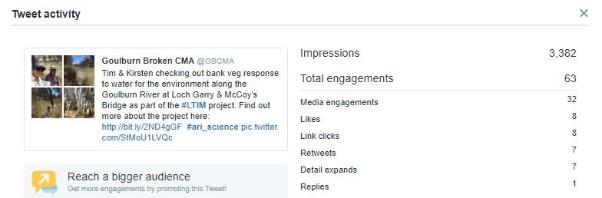 Tweet activity
Goulburn Broken CMA @GBCMA
Tim & Kirsten checking out bank veg response
to water for the environment along the
Goulburn River at Loch Garry & McCoy's
Bridge as part of the #LTIM project. Find out
more about the project here:
http://bit.ly/2ND4gGF #ari_science pic.twitter.
com/StMoU1LVQc
Reach a bigger audience
Get more engagements by promoting this Tweet!
Impressions 3,382
Total engagements 63
Media engagements 32
Likes 8
Link clicks 8
Retweets 7
Detail expands 7
Replies 1